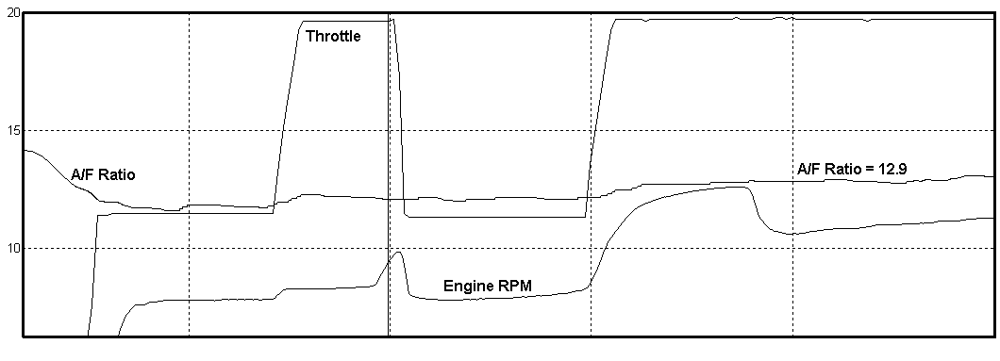 20
Throttle
15
A/F Ratio
A/F Ratio = 12.9
10
Engine RPM